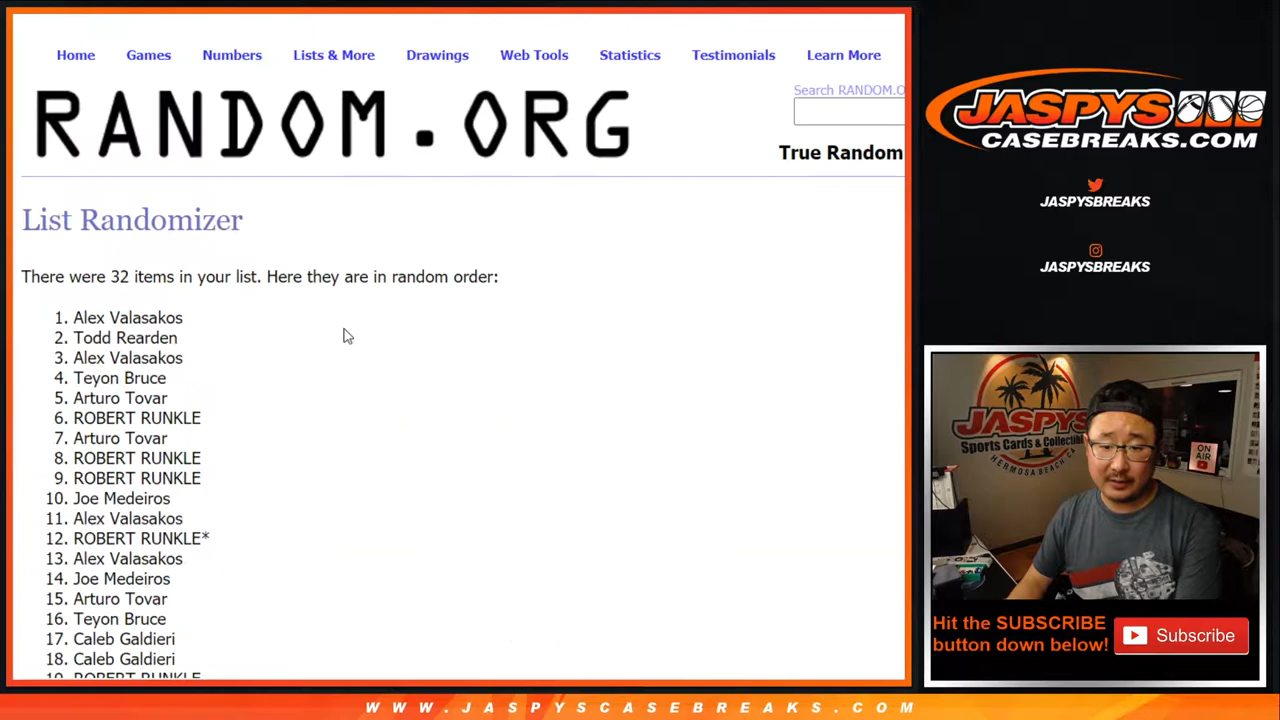 Home Games Numbers Lists & More Drawings Web Tools Statistics Testimonials Learn More
RANDOM.ORG
Search RANDOM.O
True Random
List Randomizer
There were 32 items in your list. Here they are in random order:
1. Alex Valasakos
2. Todd Rearden
3. Alex Valasakos
4. Teyon Bruce
5. Arturo Tovar
6. ROBERT RUNKLE
7. Arturo Tovar
8. ROBERT RUNKLE
9. ROBERT RUNKLE
10. Joe Medeiros
11. Alex Valasakos
12. ROBERT RUNKLE*
13. Alex Valasakos
14. Joe Medeiros
15. Arturo Tovar
16. Teyon Bruce
17. Caleb Galdieri
18. Caleb Galdieri
19. ROBERT RUNKLE
JASPYS
CASEBREAKS.COM
JASPYSBREAKS
JASPYSBREAKS
JASPYS
Sports Cards & Collectibles
HERMOSA BEACH CA
ON
AIR
Hit the SUBSCRIBE
button down below!
Subscribe
WWW.JASPYSCASEBREAKS.COM